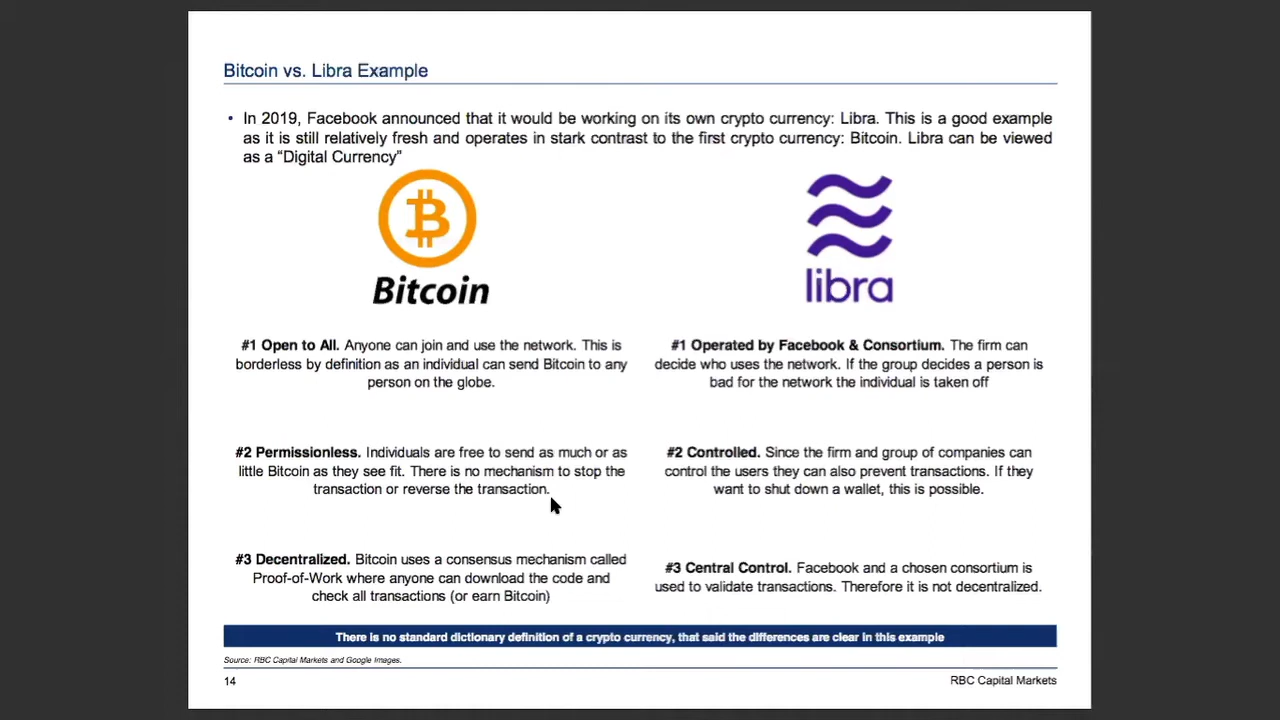 Bitcoin vs. Libra Example
• In 2019, Facebook announced that it would be working on its own crypto currency: Libra. This is a good example
as it is still relatively fresh and operates in stark contrast to the first crypto currency: Bitcoin. Libra can be viewed
as a “Digital Currency”
Bitcoin
libra
#1 Open to All. Anyone can join and use the network. This is
borderless by definition as an individual can send Bitcoin to any
person on the globe.
#1 Operated by Facebook & Consortium. The firm can
decide who uses the network. If the group decides a person is
bad for the network the individual is taken off
#2 Permissionless. Individuals are free to send as much or as
little Bitcoin as they see fit. There is no mechanism to stop the
transaction or reverse the transaction.
#2 Controlled. Since the firm and group of companies can
control the users they can also prevent transactions. If they
want to shut down a wallet, this is possible.
#3 Decentralized. Bitcoin uses a consensus mechanism called
Proof-of-Work where anyone can download the code and
check all transactions (or earn Bitcoin)
#3 Central Control. Facebook and a chosen consortium is
used to validate transactions. Therefore it is not decentralized.
There is no standard dictionary definition of a crypto currency, that said the differences are clear in this example
Source: RBC Capital Markets and Google Images.
14
RBC Capital Markets